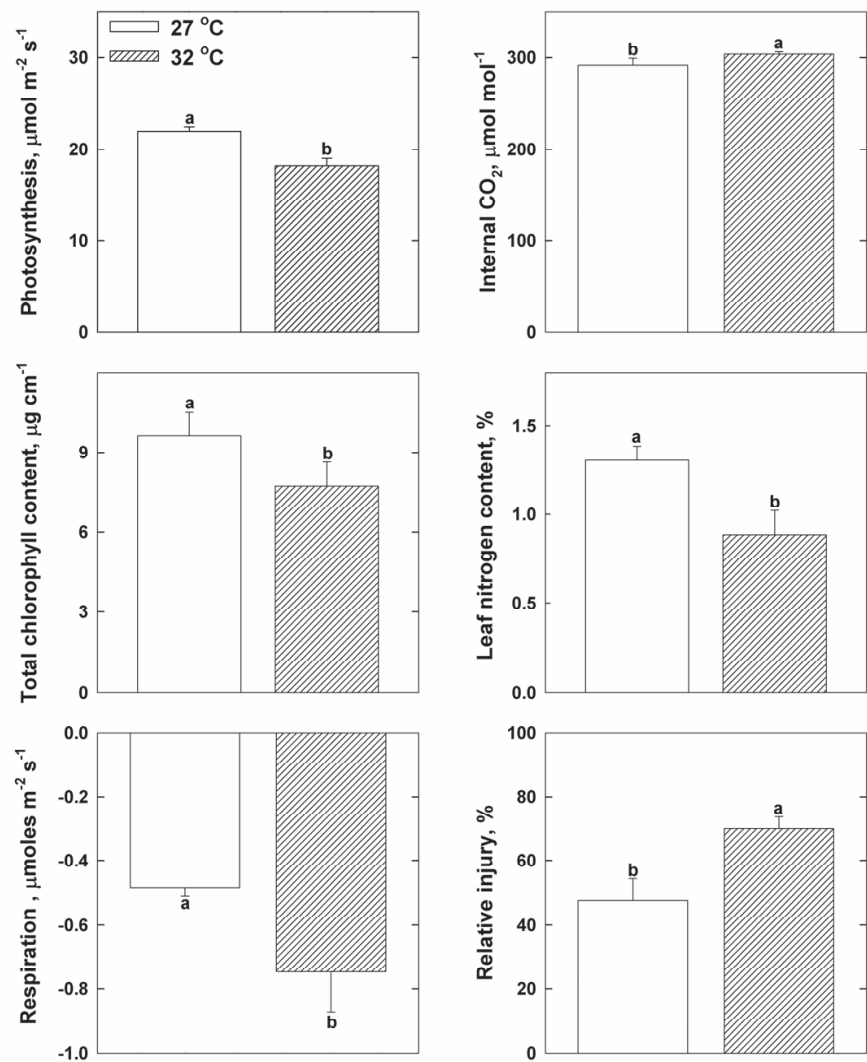 27 °C
32 °C
Photosynthesis, μmol m⁻² s⁻¹
30
20
10
0
a
b
Internal CO₂, μmol mol⁻¹
300
200
100
0
b
a
Total chlorophyll content, μg cm⁻¹
9
6
3
0
a
b
Leaf nitrogen content, %
1.5
1.0
0.5
0.0
a
b
Respiration , μmoles m⁻² s⁻¹
0.0
-0.2
-0.4
-0.6
-0.8
-1.0
a
b
Relative injury, %
100
80
60
40
20
0
b
a